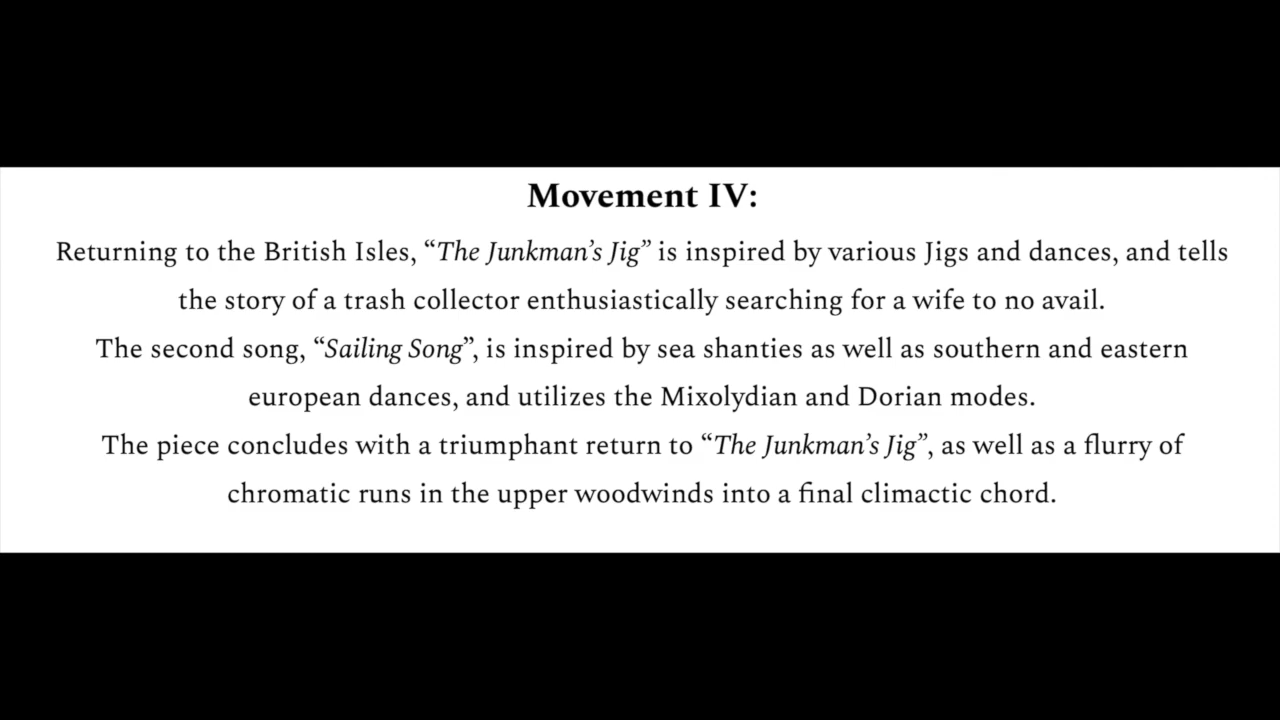 Movement IV:
Returning to the British Isles, “The Junkman’s Jig” is inspired by various Jigs and dances, and tells
the story of a trash collector enthusiastically searching for a wife to no avail.
The second song, “Sailing Song”, is inspired by sea shanties as well as southern and eastern
european dances, and utilizes the Mixolydian and Dorian modes.
The piece concludes with a triumphant return to “The Junkman’s Jig”, as well as a flurry of
chromatic runs in the upper woodwinds into a final climactic chord.